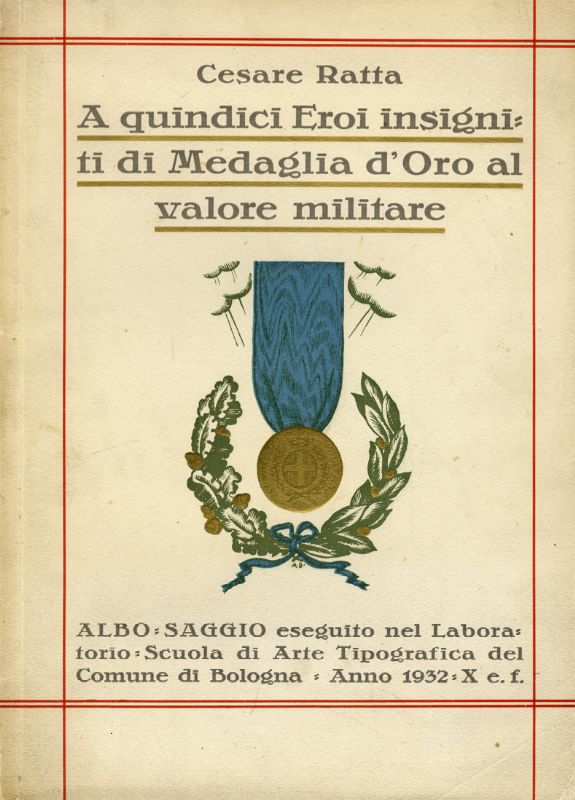 Cesare Ratta
A quindici Eroi insigni=
ti di Medaglia d'Oro al
valore militare
A B.
ALBO=SAGGIO eseguito nel Labora=
torio=Scuola di Arte Tipografica del
Comune di Bologna = Anno 1932=X e. f.